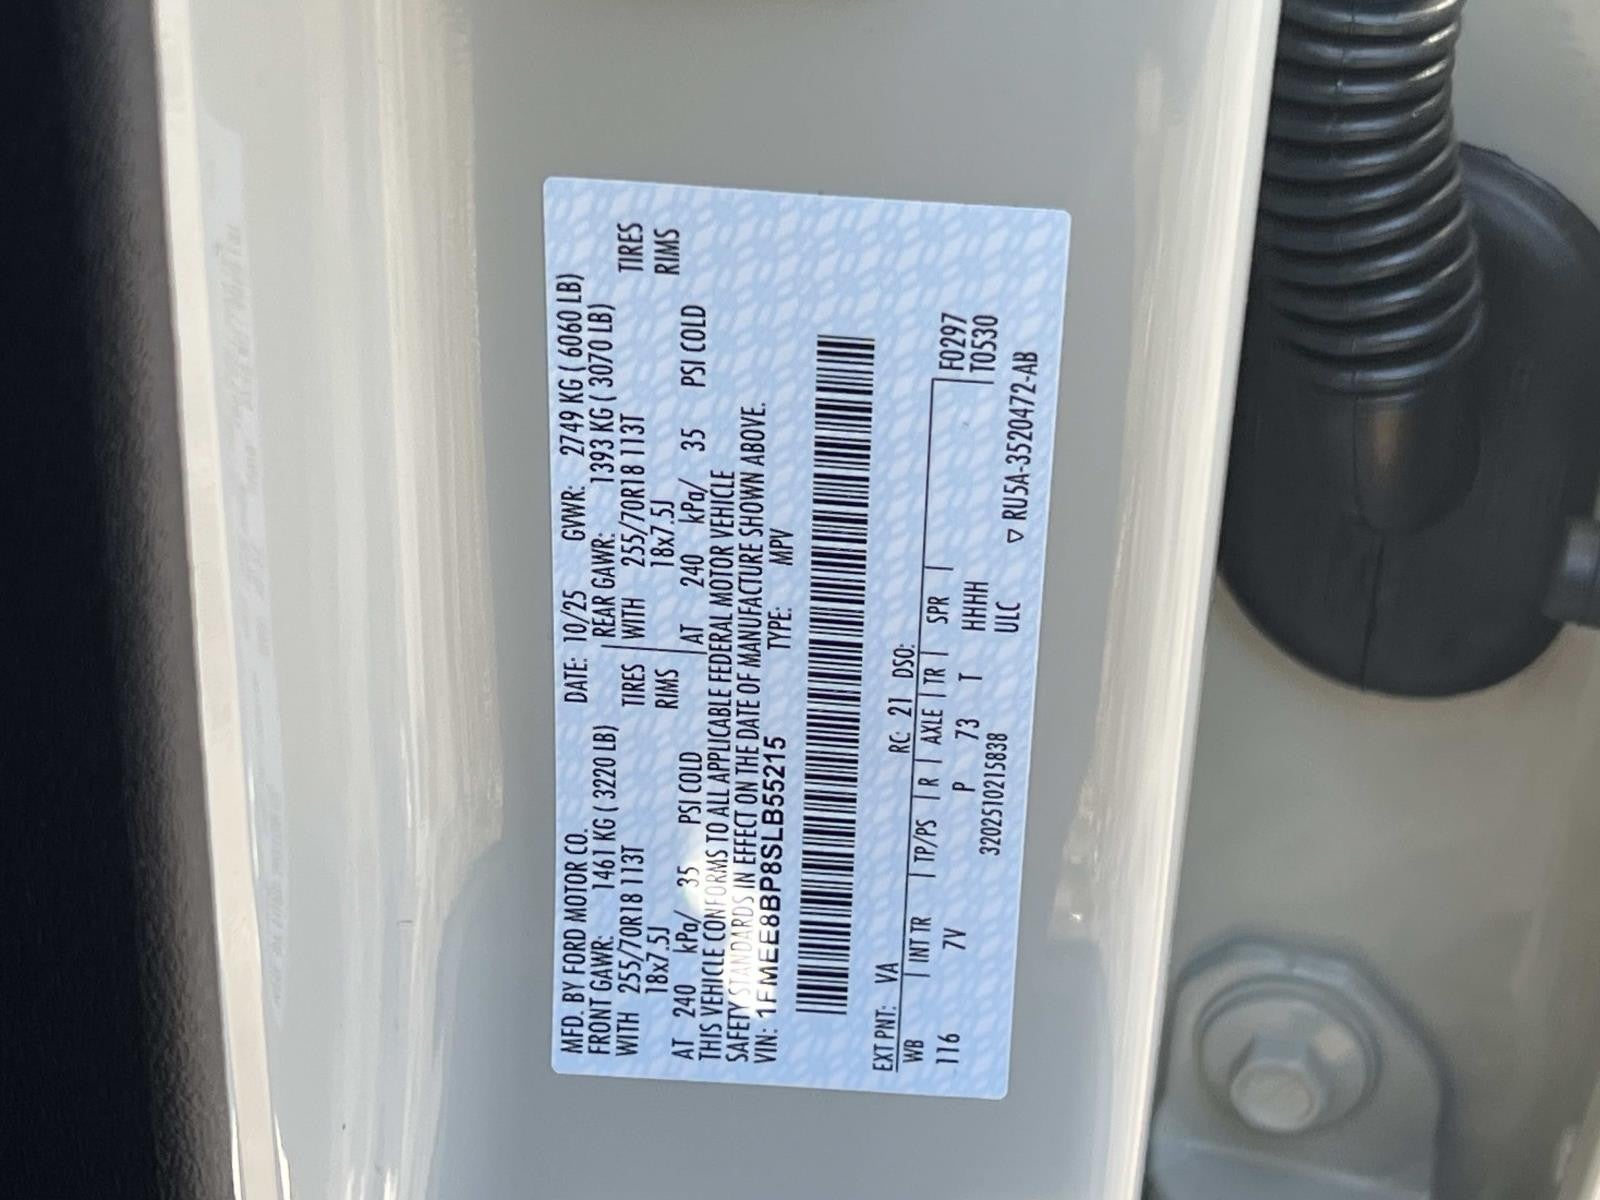 MFD. BY FORD MOTOR CO. DATE: 10/25 GVWR: 2749 KG ( 6060 LB)
FRONT GAWR: 1461 KG ( 3220 LB) REAR GAWR: 1393 KG ( 3070 LB)
WITH 255/70R18 113T TIRES WITH 255/70R18 113T TIRES
18x7.5J RIMS 18x7.5J RIMS
AT 240 kPa/ 35 PSI COLD AT 240 kPa/ 35 PSI COLD
THIS VEHICLE CONFORMS TO ALL APPLICABLE FEDERAL MOTOR VEHICLE
SAFETY STANDARDS IN EFFECT ON THE DATE OF MANUFACTURE SHOWN ABOVE.
VIN: 1FMEE8BP8SLB55215 TYPE: MPV
EXT PNT: VA RC: 21 DSO: F0297
WB INT TR TP/PS R AXLE TR SPR T0530
116 7V P 73 T HHHH
3202510215838 ULC ▽ RU5A-3520472-AB